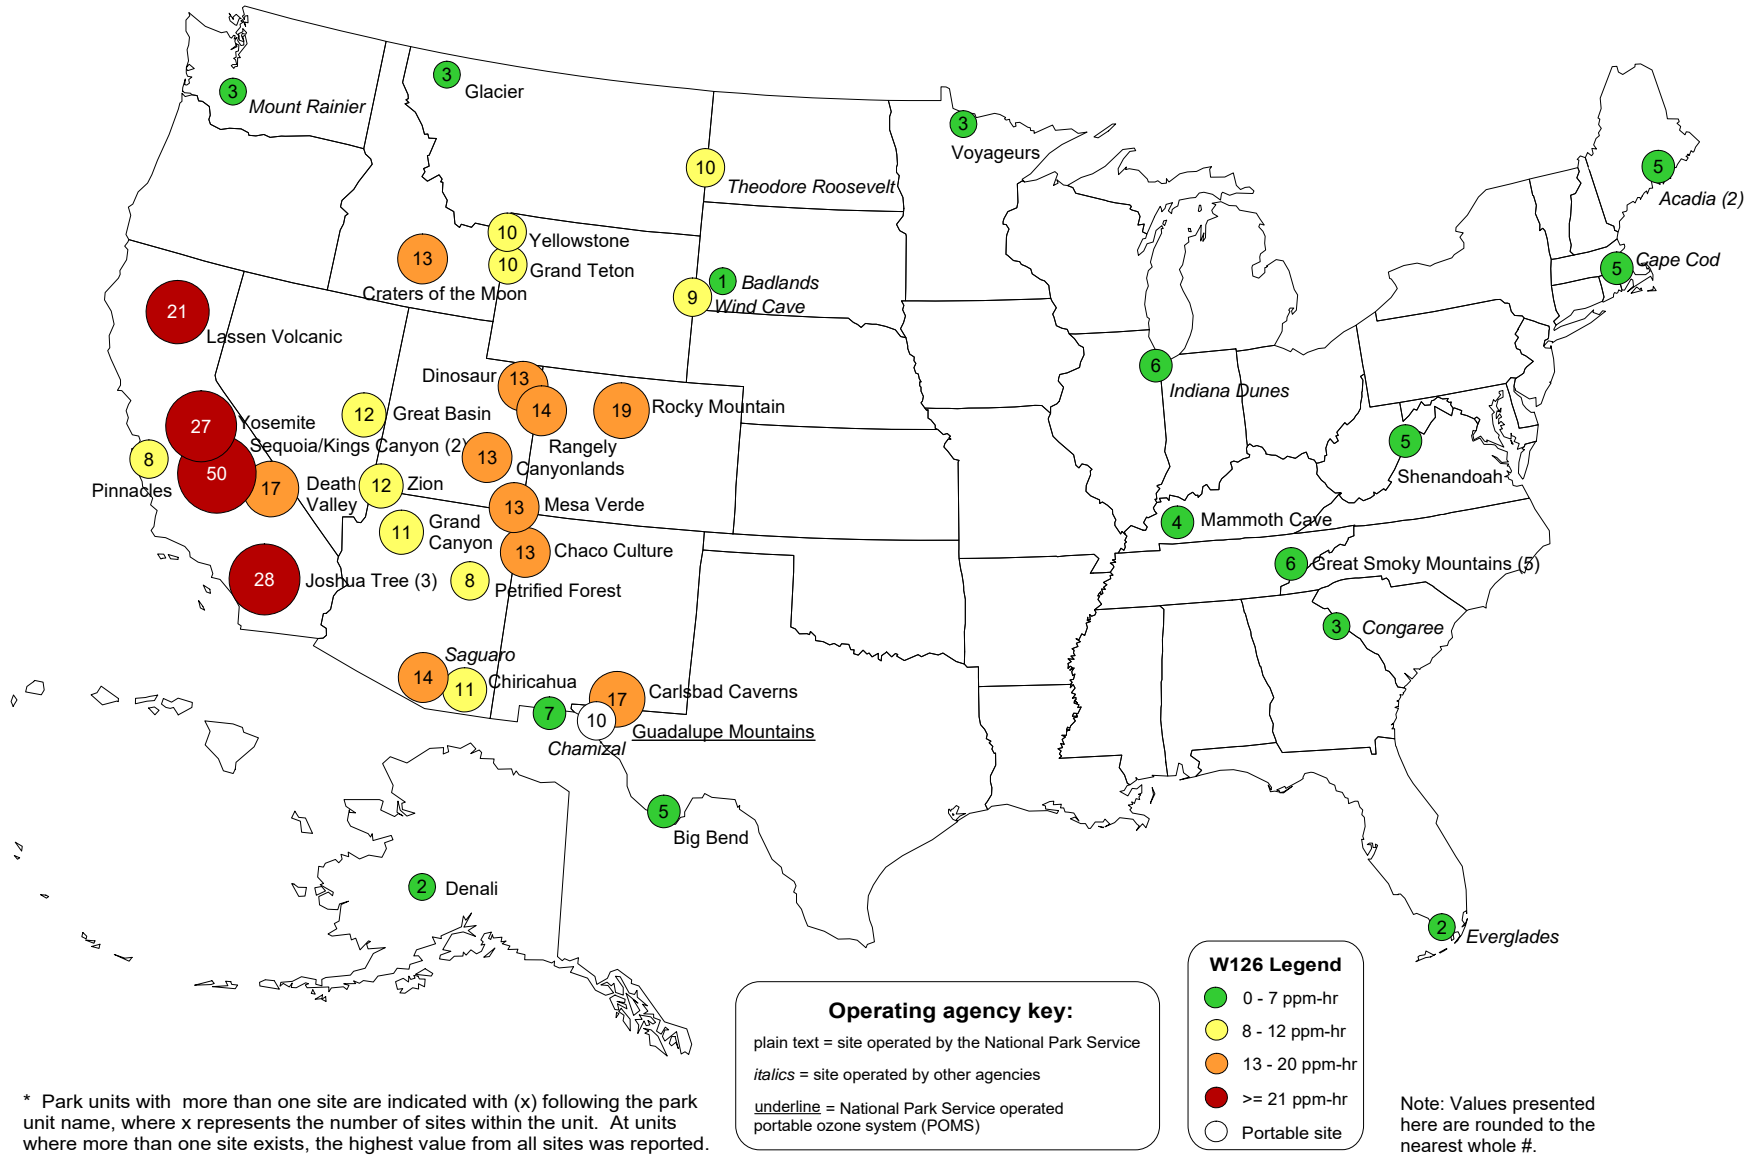 3
Mount Rainier
3
Glacier
3
Voyageurs
10
Theodore Roosevelt
5
Acadia (2)
10
Yellowstone
10
Grand Teton
13
Craters of the Moon
1
Badlands
9
Wind Cave
5
Cape Cod
21
Lassen Volcanic
6
Indiana Dunes
Dinosaur
13
14
Rangely
19
Rocky Mountain
12
Great Basin
27
Yosemite
Sequoia/Kings Canyon (2)
50
8
Pinnacles
17
Death
Valley
12
Zion
13
Canyonlands
5
Shenandoah
13
Mesa Verde
11
Grand
Canyon
13
Chaco Culture
4
Mammoth Cave
6
Great Smoky Mountains (5)
28
Joshua Tree (3)
8
Petrified Forest
3
Congaree
Saguaro
14
11
Chiricahua
17
Carlsbad Caverns
7
Chamizal
10
Guadalupe Mountains
5
Big Bend
2
Denali
2
Everglades
W126 Legend
0 - 7 ppm-hr
8 - 12 ppm-hr
13 - 20 ppm-hr
>= 21 ppm-hr
Portable site
Operating agency key:
plain text = site operated by the National Park Service
italics = site operated by other agencies
underline = National Park Service operated
portable ozone system (POMS)
* Park units with more than one site are indicated with (x) following the park
unit name, where x represents the number of sites within the unit. At units
where more than one site exists, the highest value from all sites was reported.
Note: Values presented
here are rounded to the
nearest whole #.